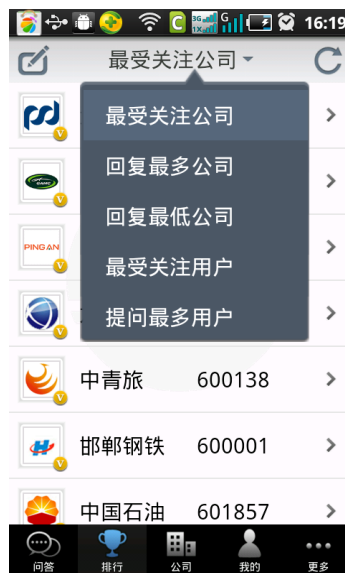 3G
1X
G
16:19
最受关注公司
最受关注公司
回复最多公司
回复最低公司
最受关注用户
提问最多用户
PINGAN
中青旅 600138
邯郸钢铁 600001
中国石油 601857
问答 排行 公司 我的 更多